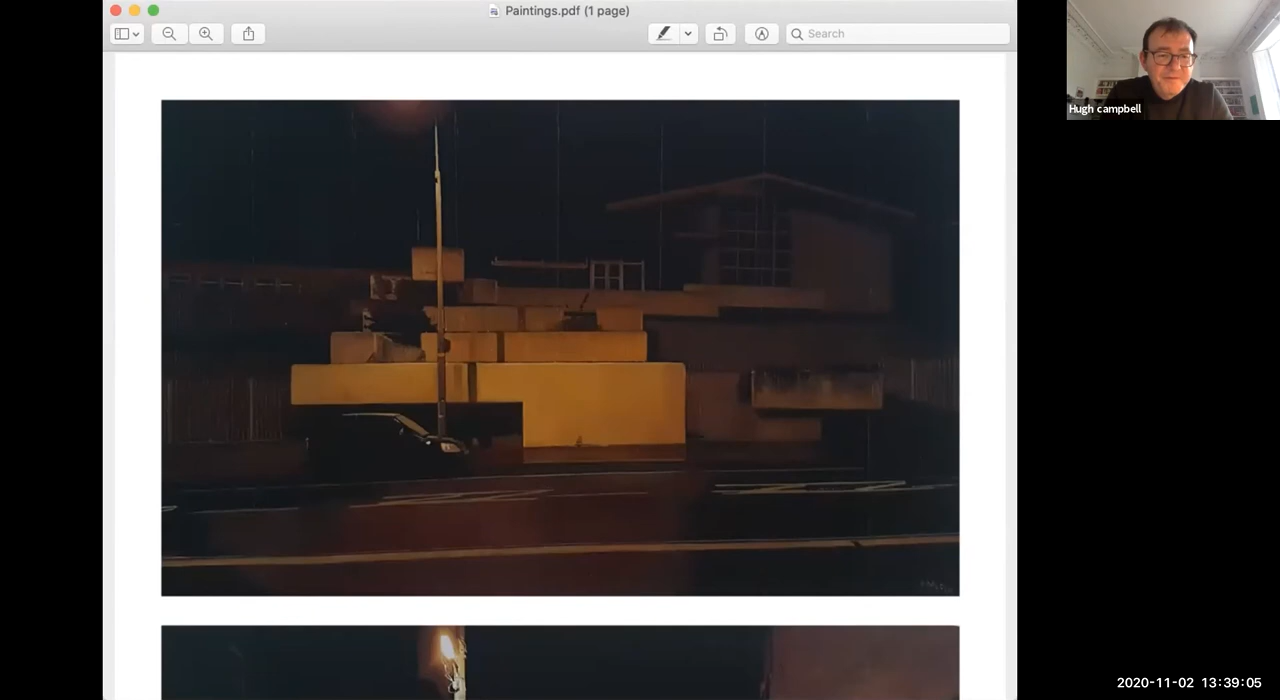 Paintings.pdf (1 page)
Search
Hugh campbell
2020-11-02 13:39:05